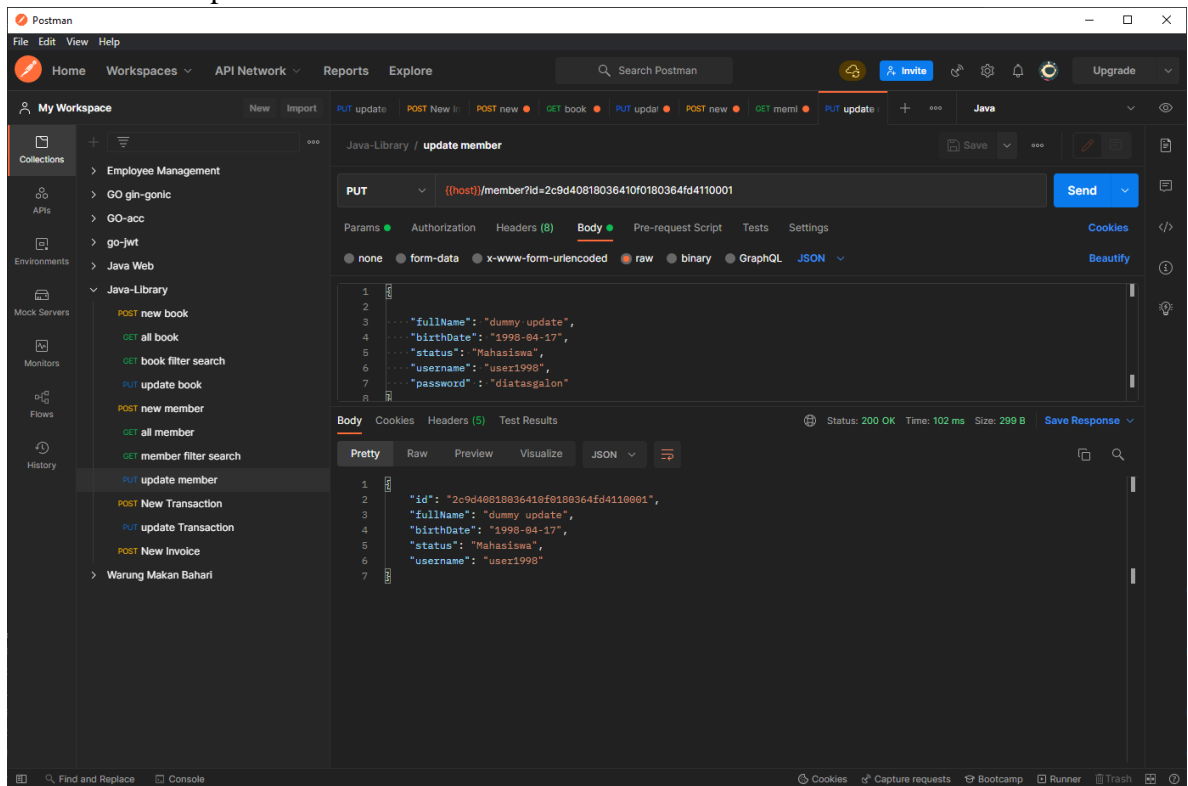 Postman
File Edit View Help
Home Workspaces API Network Reports Explore Search Postman Invite Upgrade
My Workspace New Import
PUT update POST New In POST new GET book PUT updat POST new GET meml PUT update Java
Collections
APIs
Environments
Mock Servers
Monitors
Flows
History
Employee Management
GO gin-gonic
GO-acc
go-jwt
Java Web
Java-Library
POST new book
GET all book
GET book filter search
PUT update book
POST new member
GET all member
GET member filter search
PUT update member
POST New Transaction
PUT update Transaction
POST New Invoice
Warung Makan Bahari
Java-Library / update member Save
PUT {{host}}/member?id=2c9d40818036410f0180364fd4110001 Send
Params Authorization Headers (8) Body Pre-request Script Tests Settings Cookies
none form-data x-www-form-urlencoded raw binary GraphQL JSON Beautify
1 {
2
3 "fullName": "dummy update",
4 "birthDate": "1998-04-17",
5 "status": "Mahasiswa",
6 "username": "user1998",
7 "password" : "diatasgalon"
8 }
Body Cookies Headers (5) Test Results Status: 200 OK Time: 102 ms Size: 299 B Save Response
Pretty Raw Preview Visualize JSON
1 {
2 "id": "2c9d40818036410f0180364fd4110001",
3 "fullName": "dummy update",
4 "birthDate": "1998-04-17",
5 "status": "Mahasiswa",
6 "username": "user1998"
7 }
Find and Replace Console Cookies Capture requests Bootcamp Runner Trash